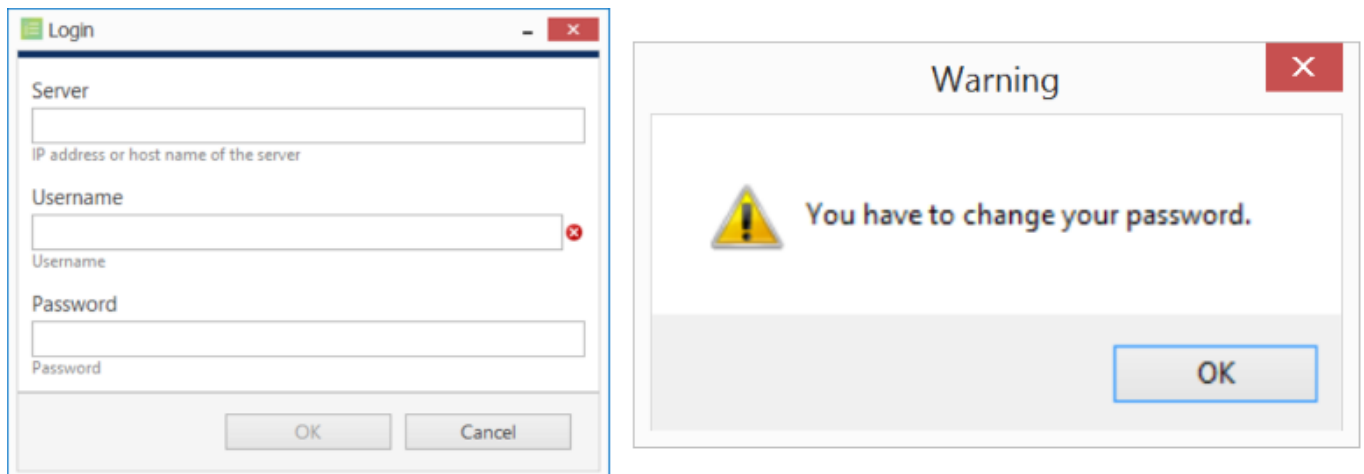 Login
Server
IP address or host name of the server
Username
Username
Password
Password
OK Cancel
Warning
You have to change your password.
OK